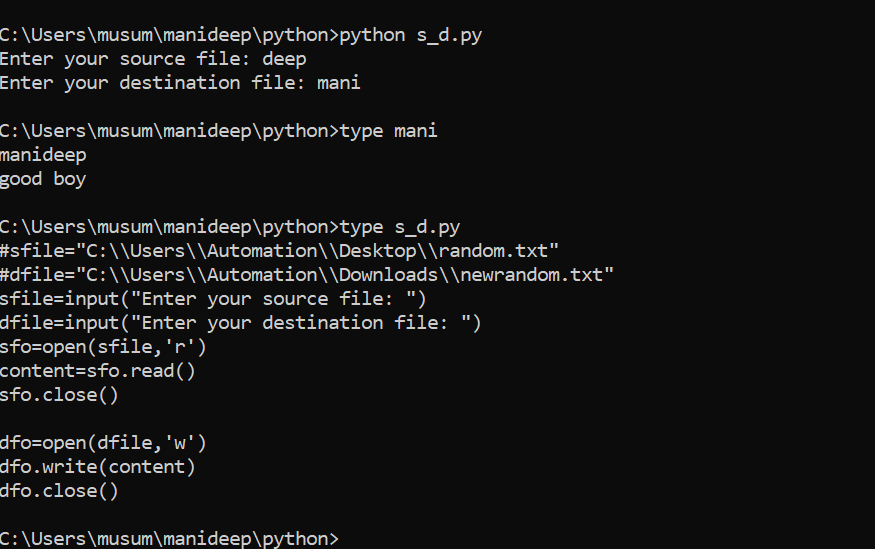 C:\Users\musum\manideep\python>python s_d.py
Enter your source file: deep
Enter your destination file: mani
C:\Users\musum\manideep\python>type mani
manideep
good boy
C:\Users\musum\manideep\python>type s_d.py
#sfile="C:\\Users\\Automation\\Desktop\\random.txt"
#dfile="C:\\Users\\Automation\\Downloads\\newrandom.txt"
sfile=input("Enter your source file: ")
dfile=input("Enter your destination file: ")
sfo=open(sfile,'r')
content=sfo.read()
sfo.close()
dfo=open(dfile,'w')
dfo.write(content)
dfo.close()
C:\Users\musum\manideep\python>